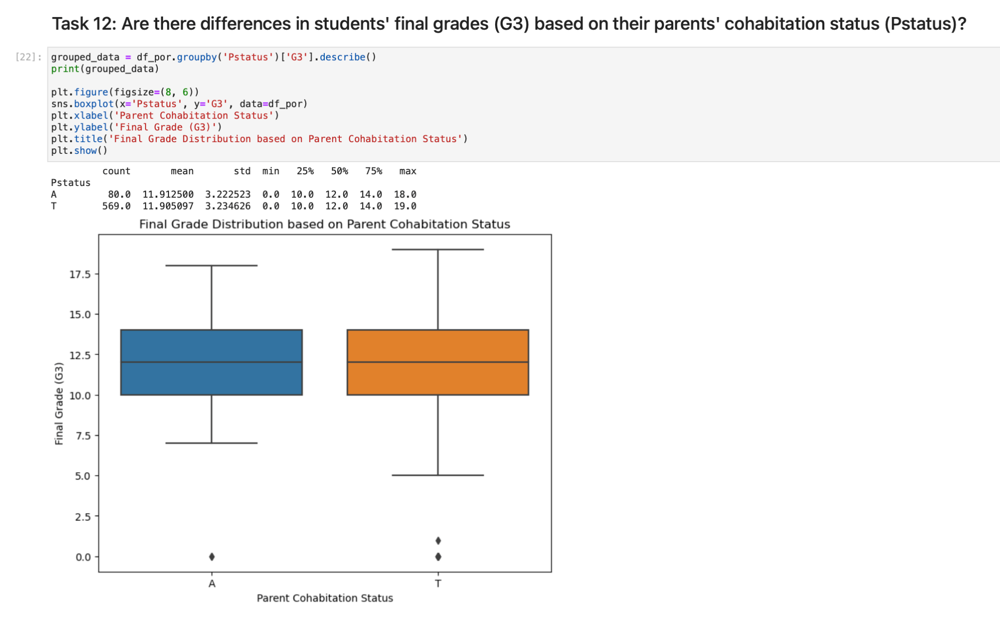 Task 12: Are there differences in students' final grades (G3) based on their parents' cohabitation status (Pstatus)?
[22]: grouped_data = df_por.groupby('Pstatus')['G3'].describe()
print(grouped_data)
plt.figure(figsize=(8, 6))
sns.boxplot(x='Pstatus', y='G3', data=df_por)
plt.xlabel('Parent Cohabitation Status')
plt.ylabel('Final Grade (G3)')
plt.title('Final Grade Distribution based on Parent Cohabitation Status')
plt.show()
count mean std min 25% 50% 75% max
Pstatus
A 80.0 11.912500 3.222523 0.0 10.0 12.0 14.0 18.0
T 569.0 11.905097 3.234626 0.0 10.0 12.0 14.0 19.0
Final Grade Distribution based on Parent Cohabitation Status
17.5
15.0
12.5
10.0
7.5
5.0
2.5
0.0
Final Grade (G3)
A T
Parent Cohabitation Status